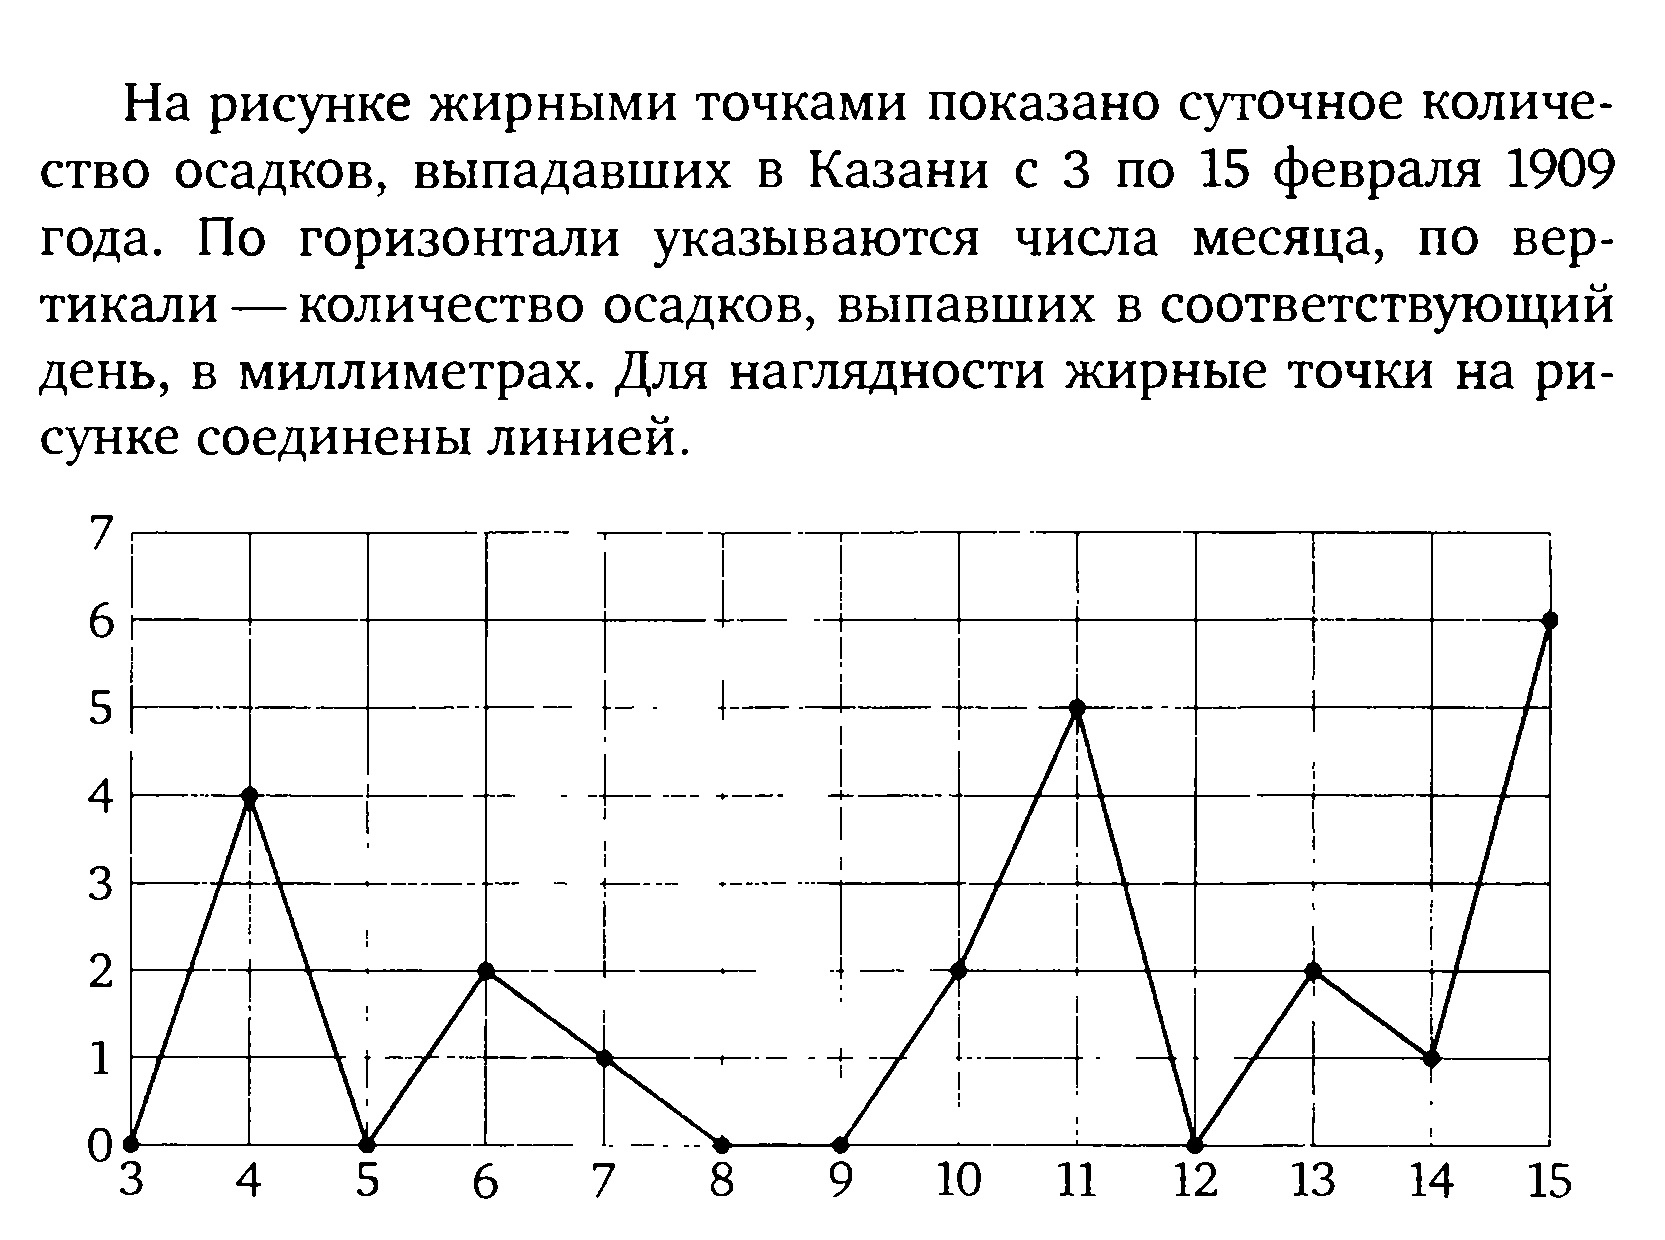 На рисунке жирными точками показано суточное количе-
ство осадков, выпадавших в Казани с 3 по 15 февраля 1909
года. По горизонтали указываются числа месяца, по вер-
тикали — количество осадков, выпавших в соответствующий
день, в миллиметрах. Для наглядности жирные точки на ри-
сунке соединены линией.
7
6
5
4
3
2
1
0
3 4 5 6 7 8 9 10 11 12 13 14 15